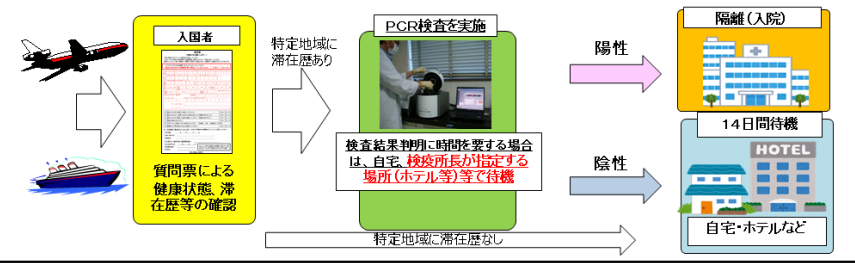 入国者
質問票による
健康状態、滞
在歴等の確認
特定地域に
滞在歴あり
PCR検査を実施
検査結果判明に時間を要する場合
は、自宅、検疫所長が指定する
場所(ホテル等)等で待機
陽性
陰性
隔離(入院)
14日間待機
HOTEL
自宅・ホテルなど
特定地域に滞在歴なし